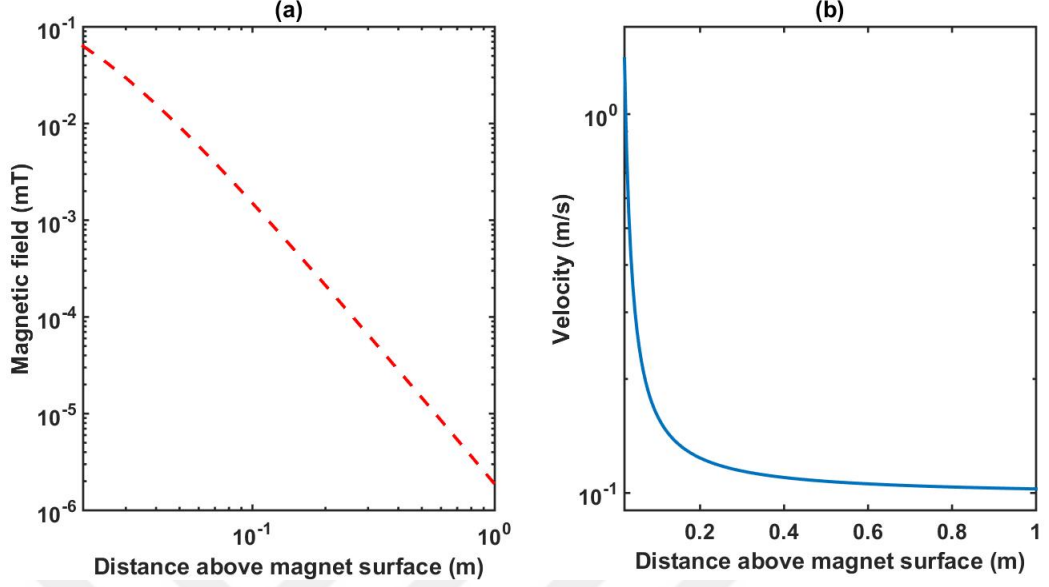 (a)
10^-1
10^-2
10^-3
10^-4
10^-5
10^-6
Magnetic field (mT)
10^-1
10^0
Distance above magnet surface (m)
(b)
10^0
10^-1
Velocity (m/s)
0.2
0.4
0.6
0.8
1
Distance above magnet surface (m)